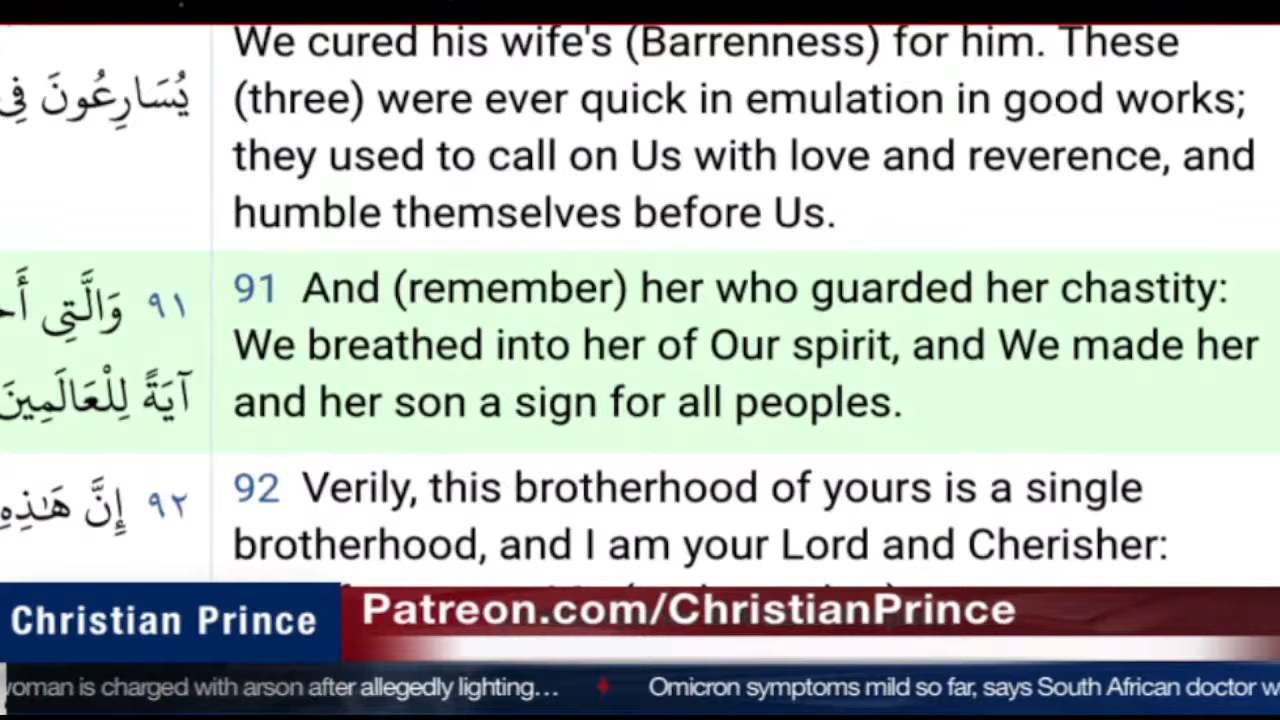 We cured his wife's (Barrenness) for him. These
يُسَارِعُونَ فِي
(three) were ever quick in emulation in good works;
they used to call on Us with love and reverence, and
humble themselves before Us.
٩١ وَالَّتِي
91 And (remember) her who guarded her chastity:
We breathed into her of Our spirit, and We made her
آيَةً لِلْعَالَمِينَ
and her son a sign for all peoples.
٩٢ إِنَّ هَٰذِهِ
92 Verily, this brotherhood of yours is a single
brotherhood, and I am your Lord and Cherisher:
Christian Prince
Patreon.com/ChristianPrince
woman is charged with arson after allegedly lighting... Omicron symptoms mild so far, says South African doctor w